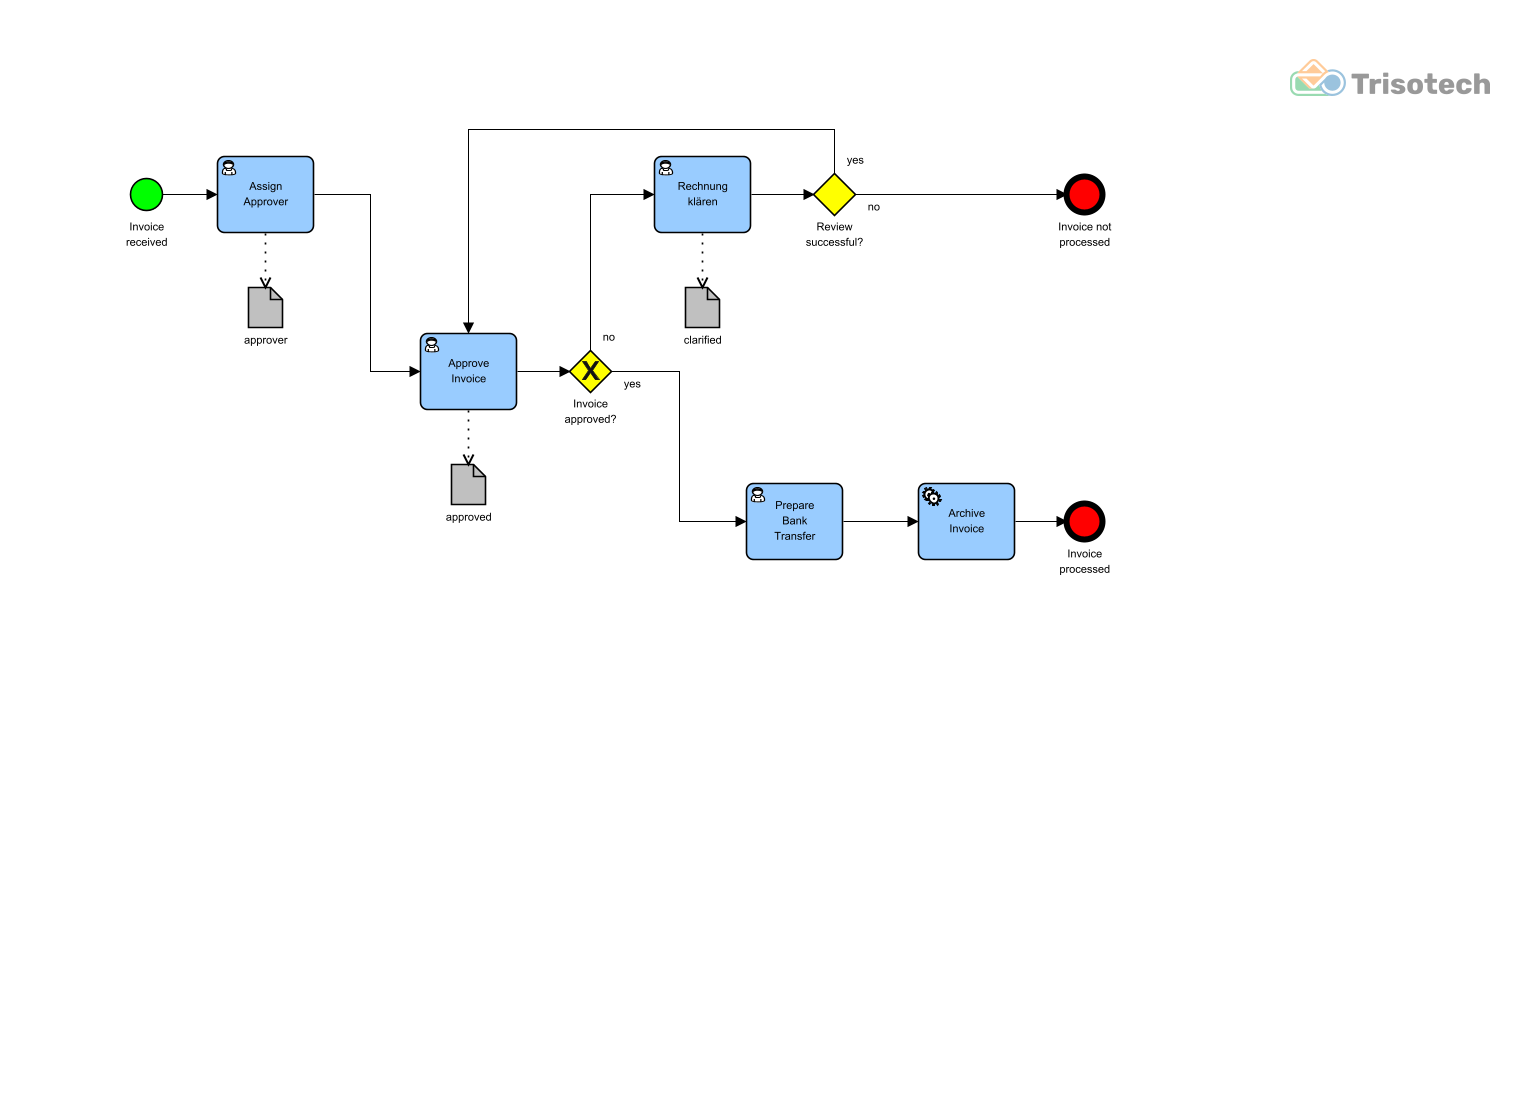 Trisotech
Assign
Approver
Invoice
received
approver
Rechnung
klären
clarified
yes
no
Review
successful?
Invoice not
processed
Approve
Invoice
approved
no
yes
X
Invoice
approved?
Prepare
Bank
Transfer
Archive
Invoice
Invoice
processed